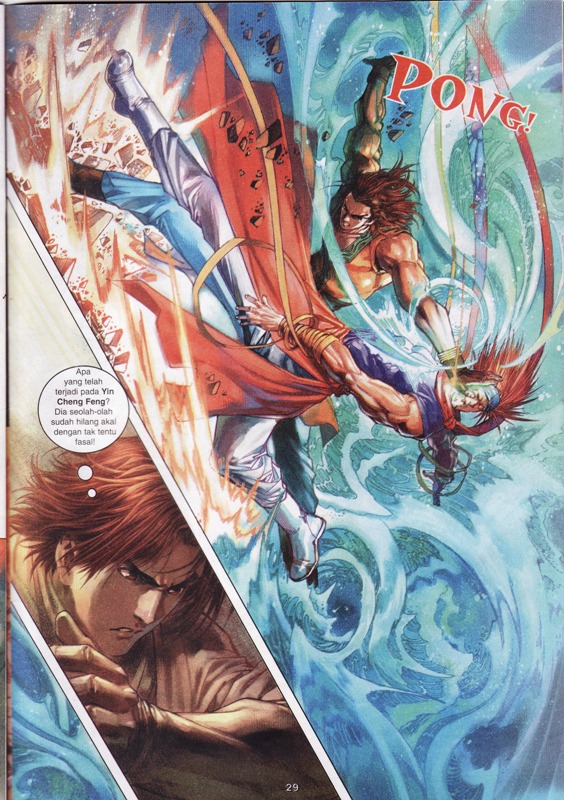 PONG!
Apa
yang telah
terjadi pada Yin
Cheng Feng?
Dia seolah-olah
sudah hilang akal
dengan tak tentu
fasal!
29